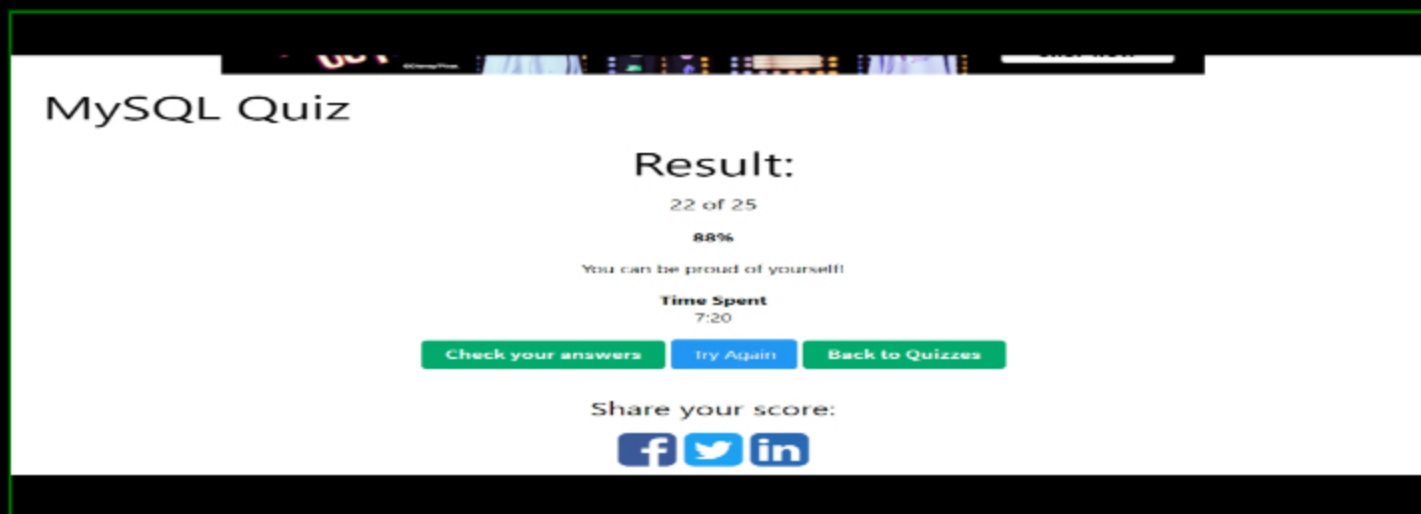 MySQL Quiz
Result:
22 of 25
88%
You can be proud of yourself!
Time Spent
7:20
Check your answers Try Again Back to Quizzes
Share your score:
f in